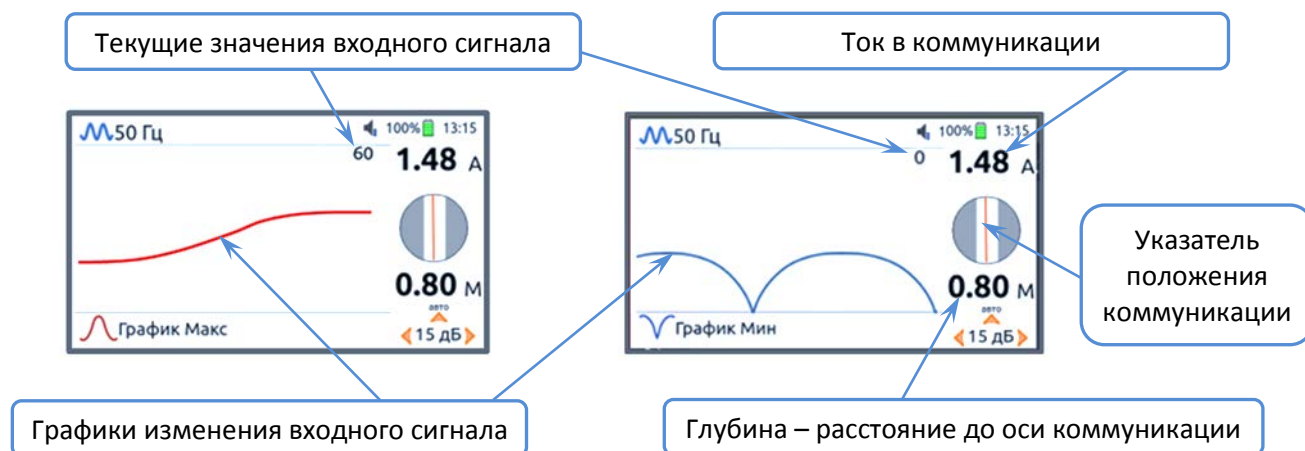 Текущие значения входного сигнала
Ток в коммуникации
50 Гц
100% 13:15
60 1.48 А
0.80 М
авто
График Макс
15 дБ
50 Гц
100% 13:15
0 1.48 А
0.80 М
авто
График Мин
15 дБ
Указатель
положения
коммуникации
Графики изменения входного сигнала
Глубина – расстояние до оси коммуникации